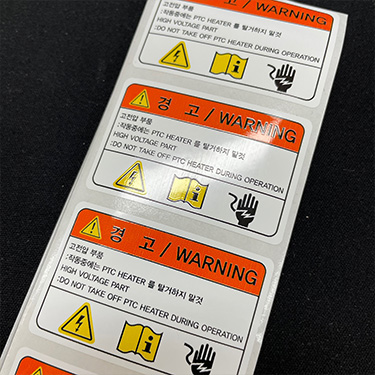 경 고 / WARNING
고전압 부품
:작동중에는 PTC HEATER 를 탈거하지 말것
HIGH VOLTAGE PART
:DO NOT TAKE OFF PTC HEATER DURING OPERATION
경 고 / WARNING
고전압 부품
:작동중에는 PTC HEATER 를 탈거하지 말것
HIGH VOLTAGE PART
:DO NOT TAKE OFF PTC HEATER DURING OPERATION
경 고 / WARNING
고전압 부품
:작동중에는 PTC HEATER 를 탈거하지 말것
HIGH VOLTAGE PART
:DO NOT TAKE OFF PTC HEATER DURING OPERATION